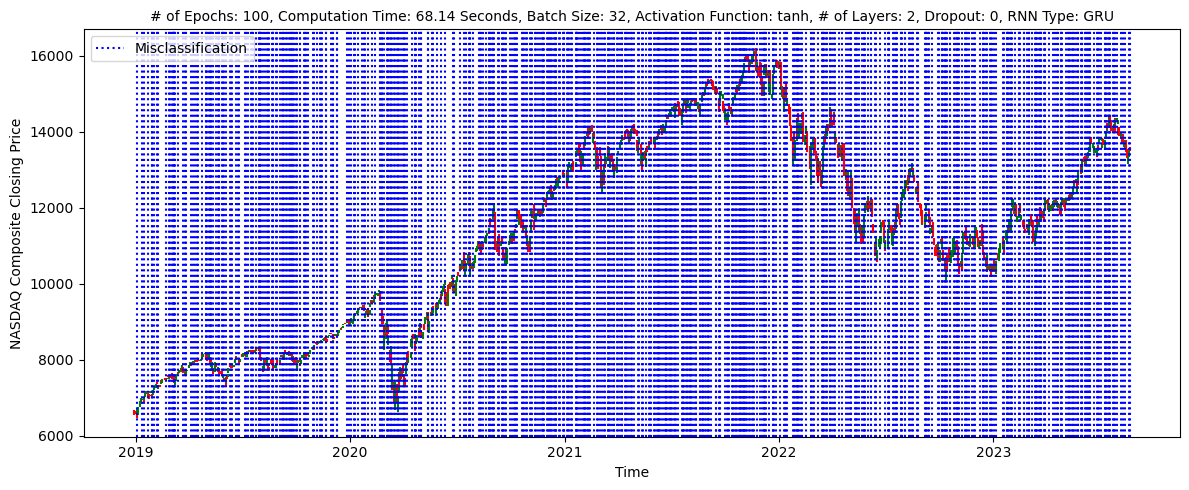 # of Epochs: 100, Computation Time: 68.14 Seconds, Batch Size: 32, Activation Function: tanh, # of Layers: 2, Dropout: 0, RNN Type: GRU
Misclassification
16000
14000
12000
10000
8000
6000
NASDAQ Composite Closing Price
2019 2020 2021 2022 2023
Time